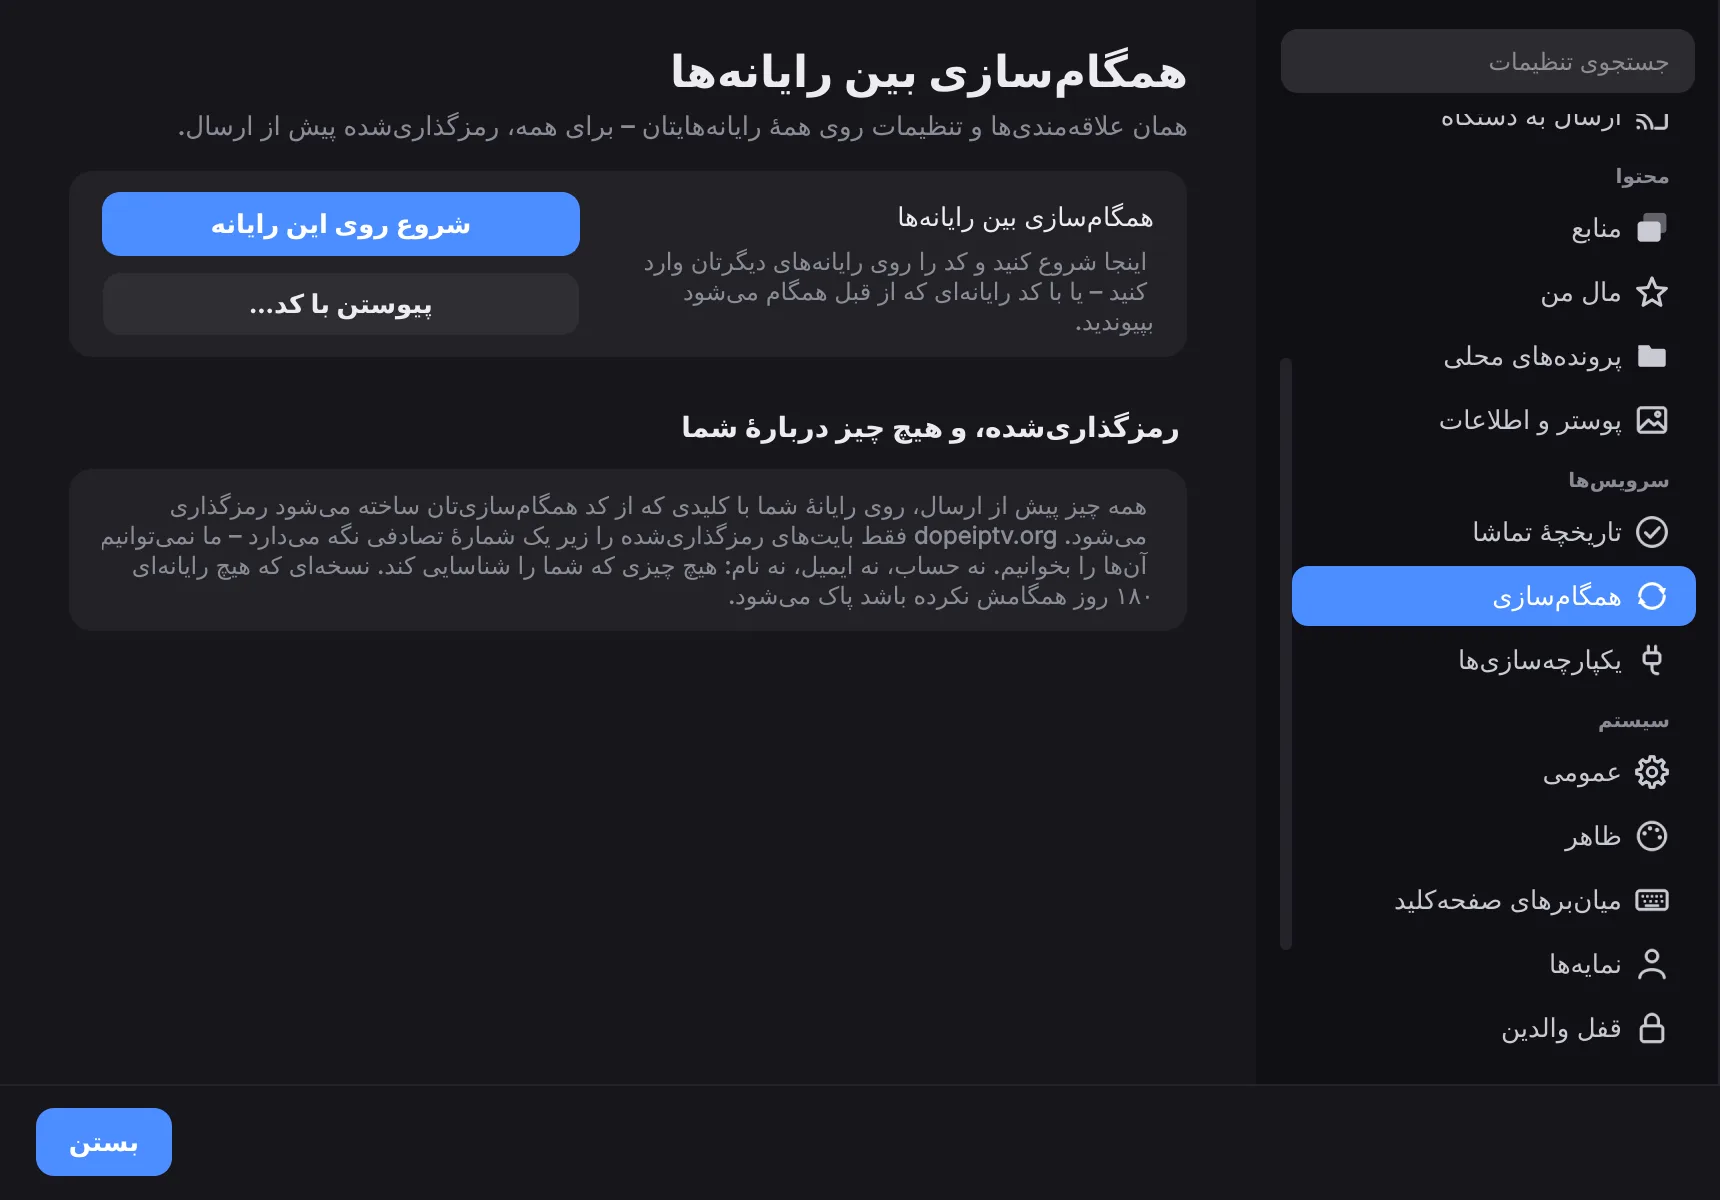 همگام‌سازی بین رایانه‌ها
همان علاقه‌مندی‌ها و تنظیمات روی همهٔ رایانه‌هایتان – برای همه، رمزگذاری‌شده پیش از ارسال.
همگام‌سازی بین رایانه‌ها
اینجا شروع کنید و کد را روی رایانه‌های دیگرتان وارد
کنید – یا با کد رایانه‌ای که از قبل همگام می‌شود
بپیوندید.
شروع روی این رایانه
پیوستن با کد...
رمزگذاری‌شده، و هیچ چیز دربارهٔ شما
همه چیز پیش از ارسال، روی رایانهٔ شما با کلیدی که از کد همگام‌سازی‌تان ساخته می‌شود رمزگذاری
می‌شود. dopeiptv.org فقط بایت‌های رمزگذاری‌شده را زیر یک شمارهٔ تصادفی نگه می‌دارد – ما نمی‌توانیم
آن‌ها را بخوانیم. نه حساب، نه ایمیل، نه نام: هیچ چیزی که شما را شناسایی کند. نسخه‌ای که هیچ رایانه‌ای
۱۸۰ روز همگامش نکرده باشد پاک می‌شود.
جستجوی تنظیمات
ارسال به دستگاه
محتوا
منابع
مال من
پرونده‌های محلی
پوستر و اطلاعات
سرویس‌ها
تاریخچهٔ تماشا
همگام‌سازی
یکپارچه‌سازی‌ها
سیستم
عمومی
ظاهر
میان‌برهای صفحه‌کلید
نمایه‌ها
قفل والدین
بستن